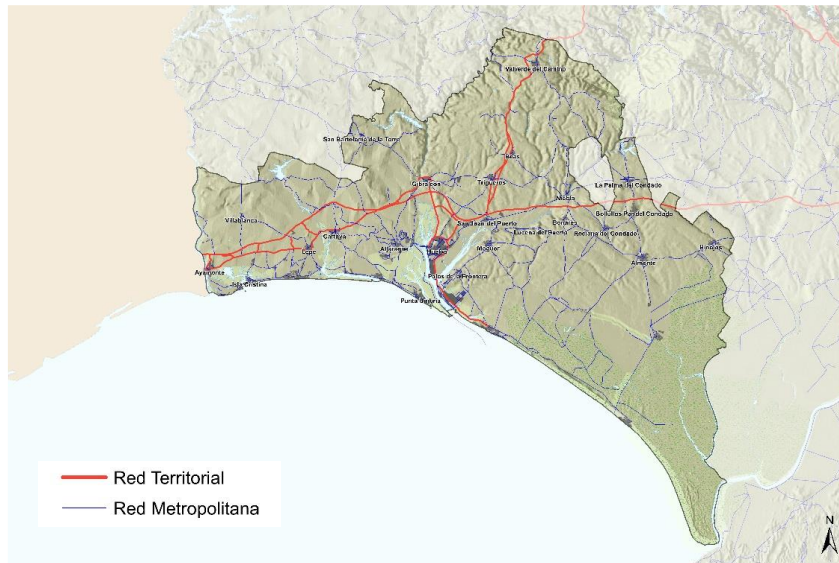 Valverde del Camino
San Bartolomé de la Torre
Beas
Gibraleón
Trigueros
La Palma del Condado
Niebla
Villablanca
San Juan del Puerto
Bollullos Par del Condado
Bonares
Cartaya
Lucena del Puerto
Rociana del Condado
Lepe
Aljaraque
Huelva
Moguer
Hinojos
Almonte
Ayamonte
Palos de la Frontera
Isla Cristina
Punta Umbría
Red Territorial
Red Metropolitana
N